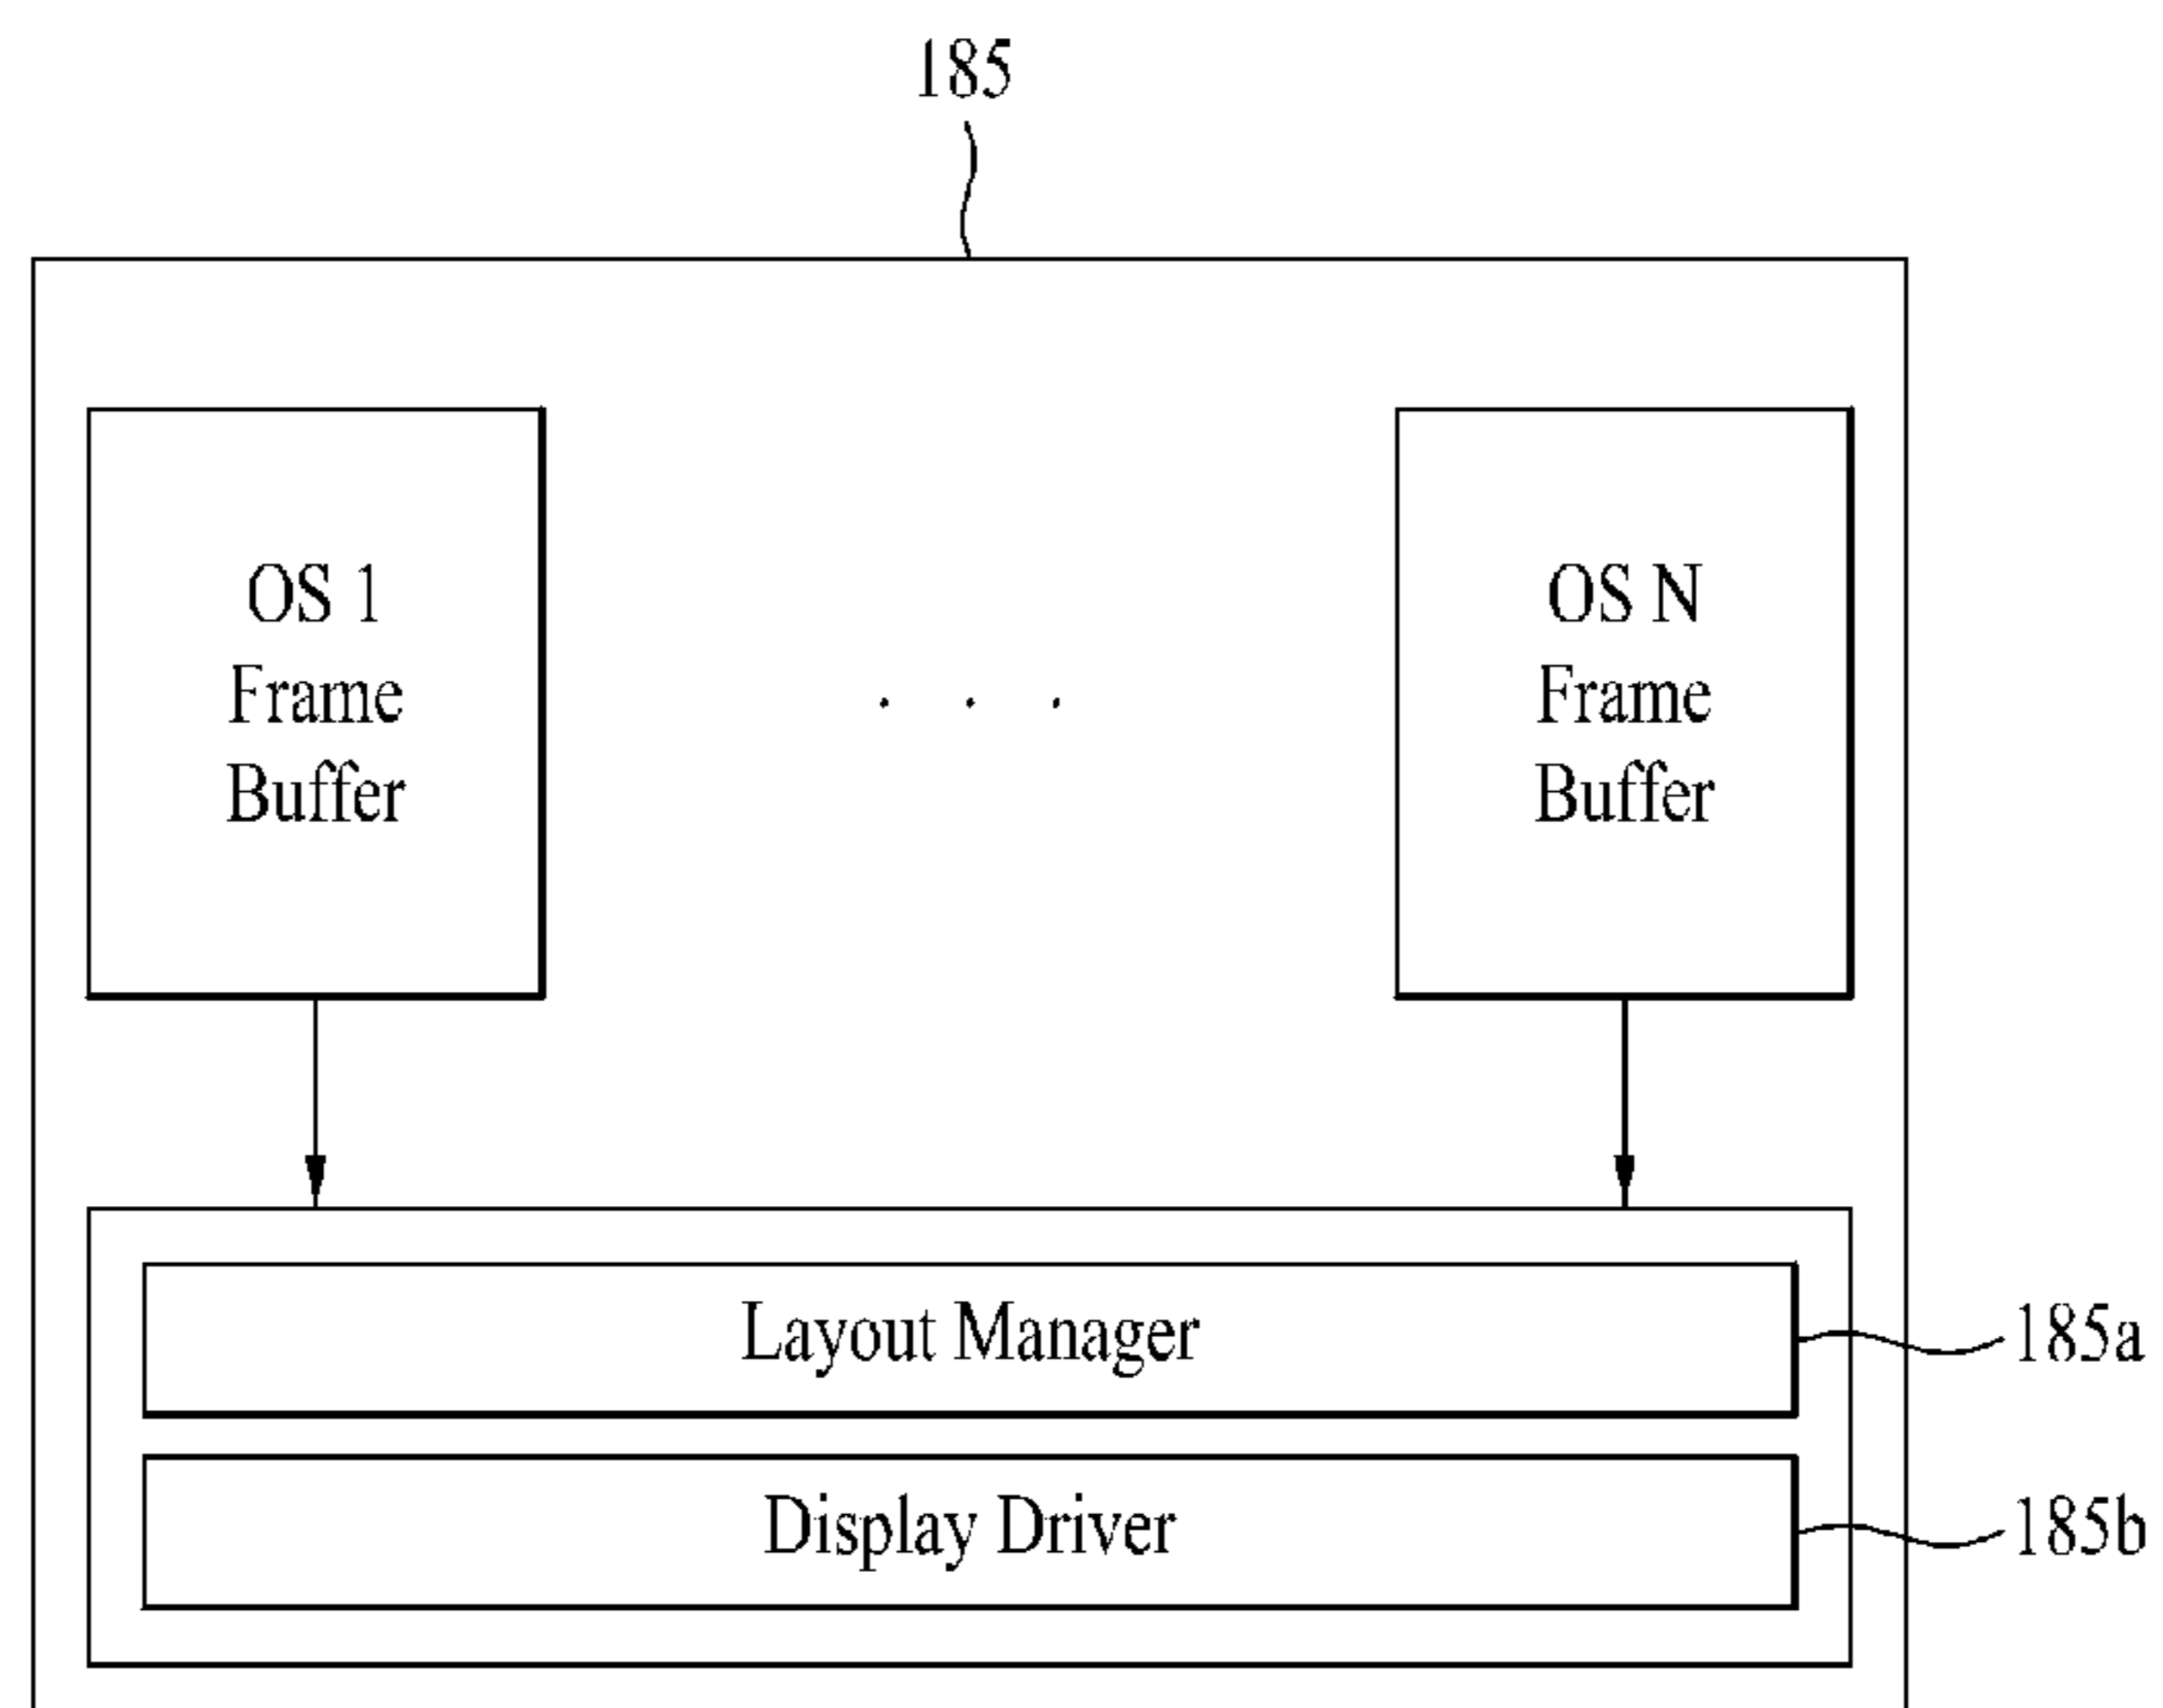 185
OS 1
Frame
Buffer
. . .
OS N
Frame
Buffer
Layout Manager
185a
Display Driver
185b